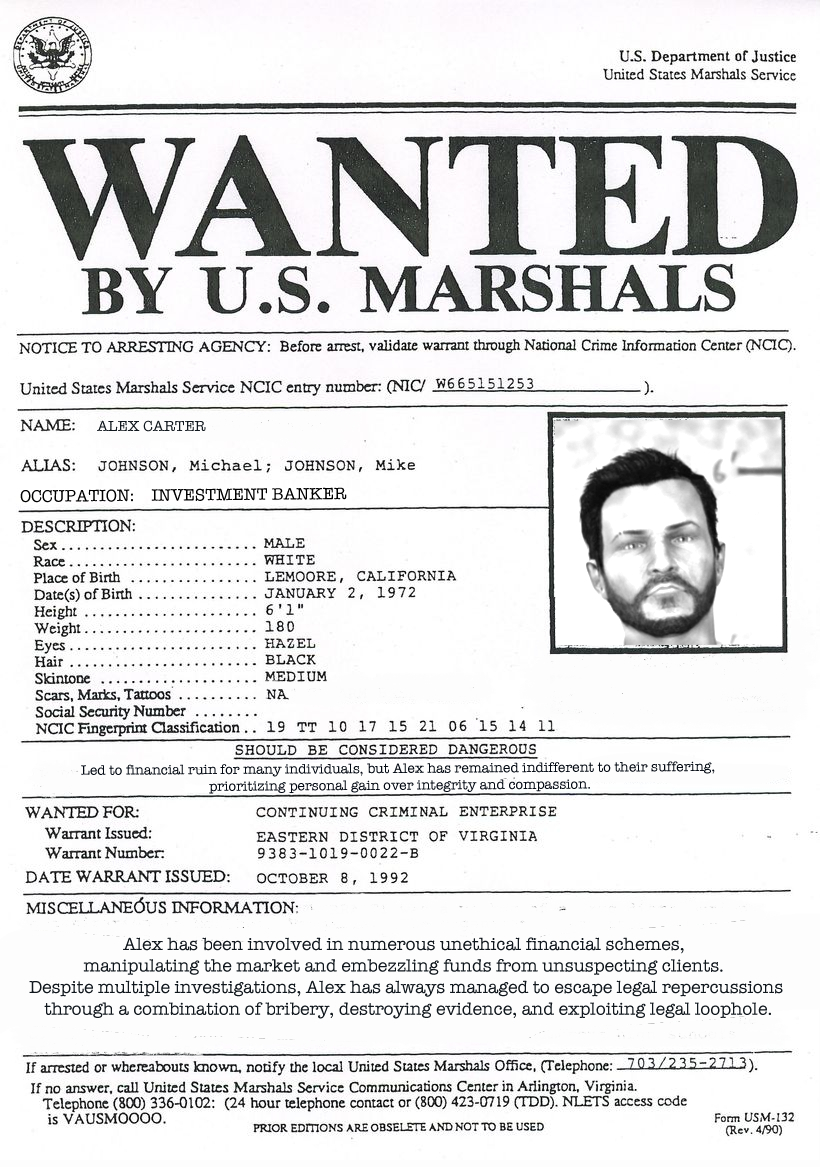 U.S. Department of Justice
United States Marshals Service
WANTED
BY U.S. MARSHALS
NOTICE TO ARRESTING AGENCY: Before arrest, validate warrant through National Crime Information Center (NCIC).
United States Marshals Service NCIC entry number: (NIC/ W665151253 ).
NAME: ALEX CARTER
ALIAS: JOHNSON, Michael; JOHNSON, Mike
OCCUPATION: INVESTMENT BANKER
6'
DESCRIPTION:
Sex ........................ MALE
Race ........................ WHITE
Place of Birth ................ LEMOORE, CALIFORNIA
Date(s) of Birth ............... JANUARY 2, 1972
Height ...................... 6'1"
Weight ...................... 180
Eyes ........................ HAZEL
Hair ........................ BLACK
Skintone .................... MEDIUM
Scars, Marks, Tattoos .......... NA
Social Security Number ........
NCIC Fingerprint Classification .. 19 TT 10 17 15 21 06 15 14 11
SHOULD BE CONSIDERED DANGEROUS
Led to financial ruin for many individuals, but Alex has remained indifferent to their suffering,
prioritizing personal gain over integrity and compassion.
WANTED FOR: CONTINUING CRIMINAL ENTERPRISE
Warrant Issued: EASTERN DISTRICT OF VIRGINIA
Warrant Number: 9383-1019-0022-B
DATE WARRANT ISSUED: OCTOBER 8, 1992
MISCELLANEÓUS INFORMATION:
Alex has been involved in numerous unethical financial schemes,
manipulating the market and embezzling funds from unsuspecting clients.
Despite multiple investigations, Alex has always managed to escape legal repercussions
through a combination of bribery, destroying evidence, and exploiting legal loophole.
If arrested or whereabouts known, notify the local United States Marshals Office, (Telephone: 703/235-2713).
If no answer, call United States Marshals Service Communications Center in Arlington, Virginia.
Telephone (800) 336-0102: (24 hour telephone contact or (800) 423-0719 (TDD). NLETS access code
is VAUSMOOOO.
PRIOR EDITIONS ARE OBSELETE AND NOT TO BE USED
Form USM-132
(Rev. 4/90)